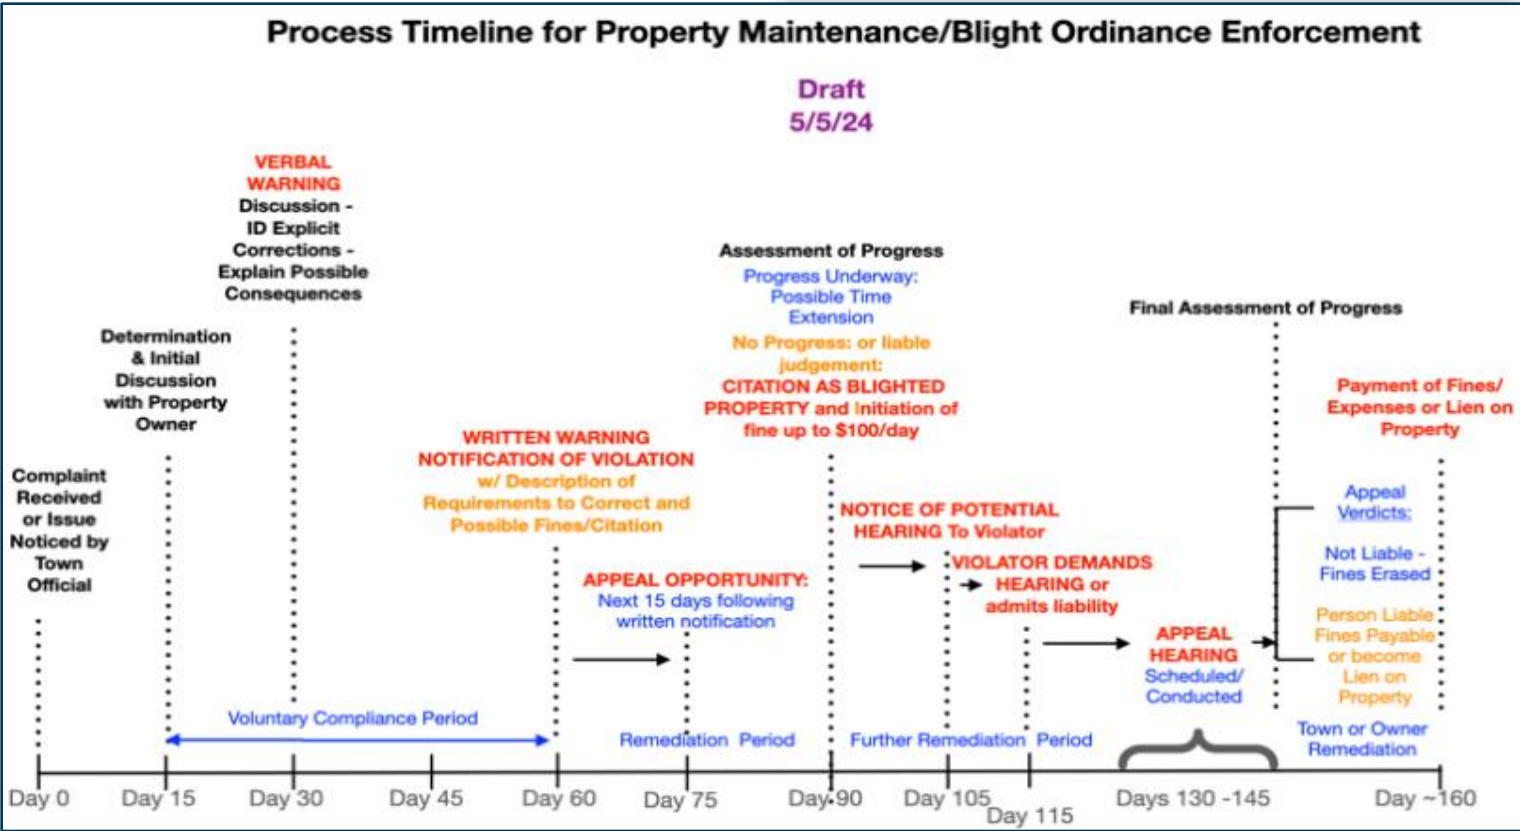 Process Timeline for Property Maintenance/Blight Ordinance Enforcement
Draft
5/5/24
Complaint
Received
or Issue
Noticed by
Town
Official
Determination
& Initial
Discussion
with Property
Owner
VERBAL
WARNING
Discussion -
ID Explicit
Corrections -
Explain Possible
Consequences
WRITTEN WARNING
NOTIFICATION OF VIOLATION
w/ Description of
Requirements to Correct and
Possible Fines/Citation
APPEAL OPPORTUNITY:
Next 15 days following
written notification
Assessment of Progress
Progress Underway:
Possible Time
Extension
No Progress: or liable
judgement:
CITATION AS BLIGHTED
PROPERTY and Initiation of
fine up to $100/day
NOTICE OF POTENTIAL
HEARING To Violator
VIOLATOR DEMANDS
HEARING or
admits liability
APPEAL
HEARING
Scheduled/
Conducted
Final Assessment of Progress
Payment of Fines/
Expenses or Lien on
Property
Appeal
Verdicts:
Not Liable -
Fines Erased
Person Liable
Fines Payable
or become
Lien on
Property
Voluntary Compliance Period
Remediation Period
Further Remediation Period
Town or Owner
Remediation
Day 0
Day 15
Day 30
Day 45
Day 60
Day 75
Day 90
Day 105
Day 115
Days 130 -145
Day ~160